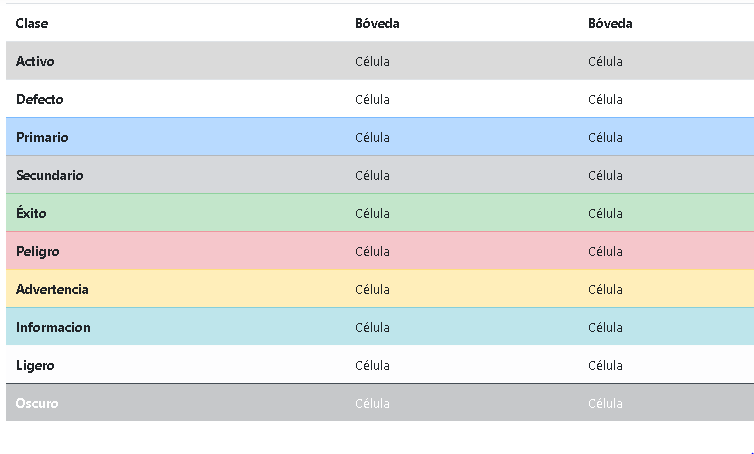 Clase Bóveda Bóveda
Activo Célula Célula
Defecto Célula Célula
Primario Célula Célula
Secundario Célula Célula
Éxito Célula Célula
Peligro Célula Célula
Advertencia Célula Célula
Informacion Célula Célula
Ligero Célula Célula
Oscuro Célula Célula